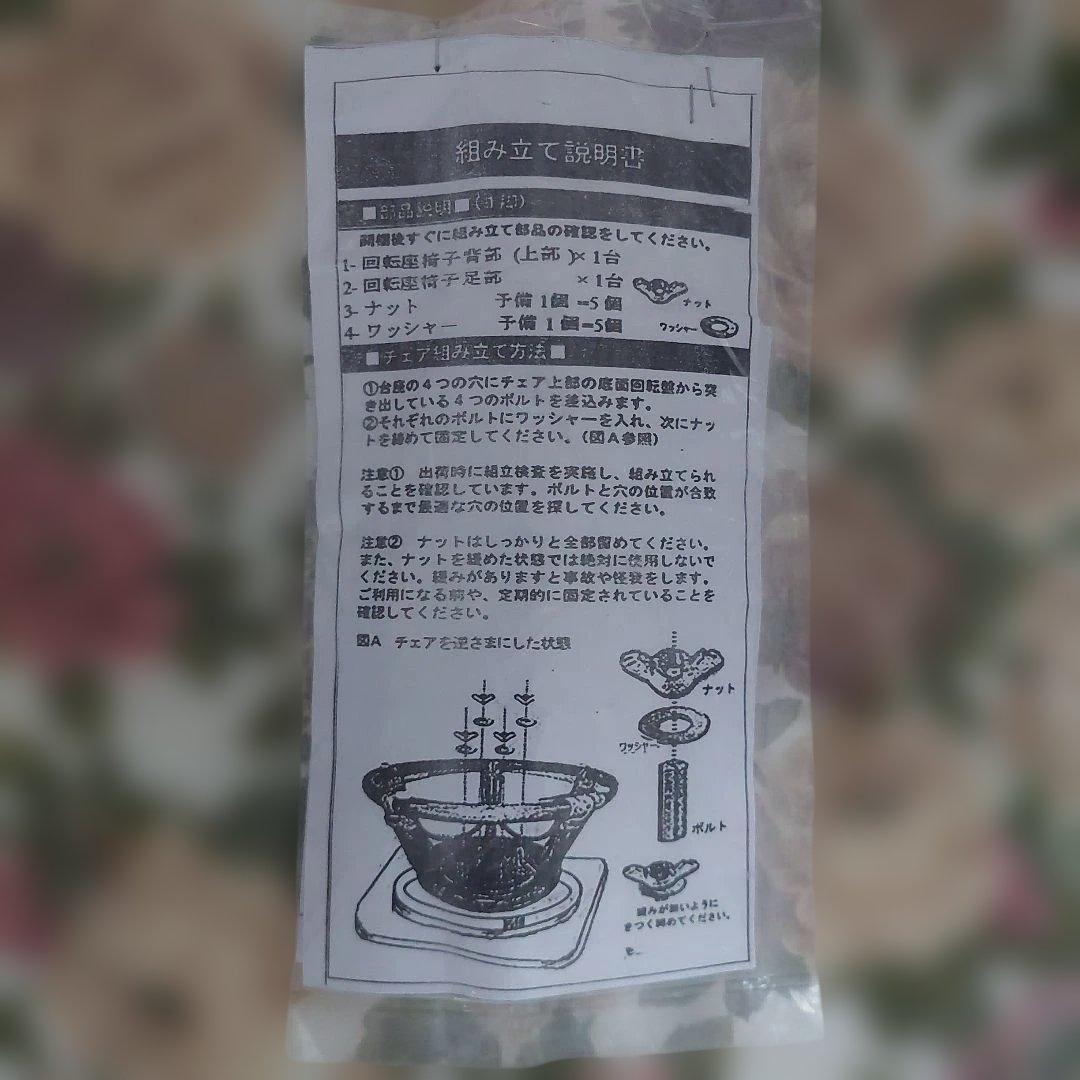 組み立て説明書
■部品説明■
開梱後すぐに組み立て部品の確認をしてください。
1- 回転座椅子背部 (上部)× 1台
2- 回転座椅子足部 × 1台
3- ナット 予備 1個 =5個
4- ワッシャー 予備 1個=5個
ナット
ワッシャー
■チェア組み立て方法■
①台座の４つの穴にチェア上部の底面回転盤から突
き出している４つのボルトを差込みます。
②それぞれのボルトにワッシャーを入れ、次にナッ
トを締めて固定してください。(図A参照)
注意① 出荷時に組立検査を実施し、組み立てられ
ることを確認しています。ボルトと穴の位置が合致
するまで最適な穴の位置を探してください。
注意② ナットはしっかりと全部留めてください。
また、ナットを緩めた状態では絶対に使用しないで
ください。緩みがありますと事故や怪我をします。
ご利用になる前や、定期的に固定されていることを
確認してください。
図A チェアを逆さまにした状態
ナット
ワッシャー
ボルト
緩みが無いように
きつく締めてください。